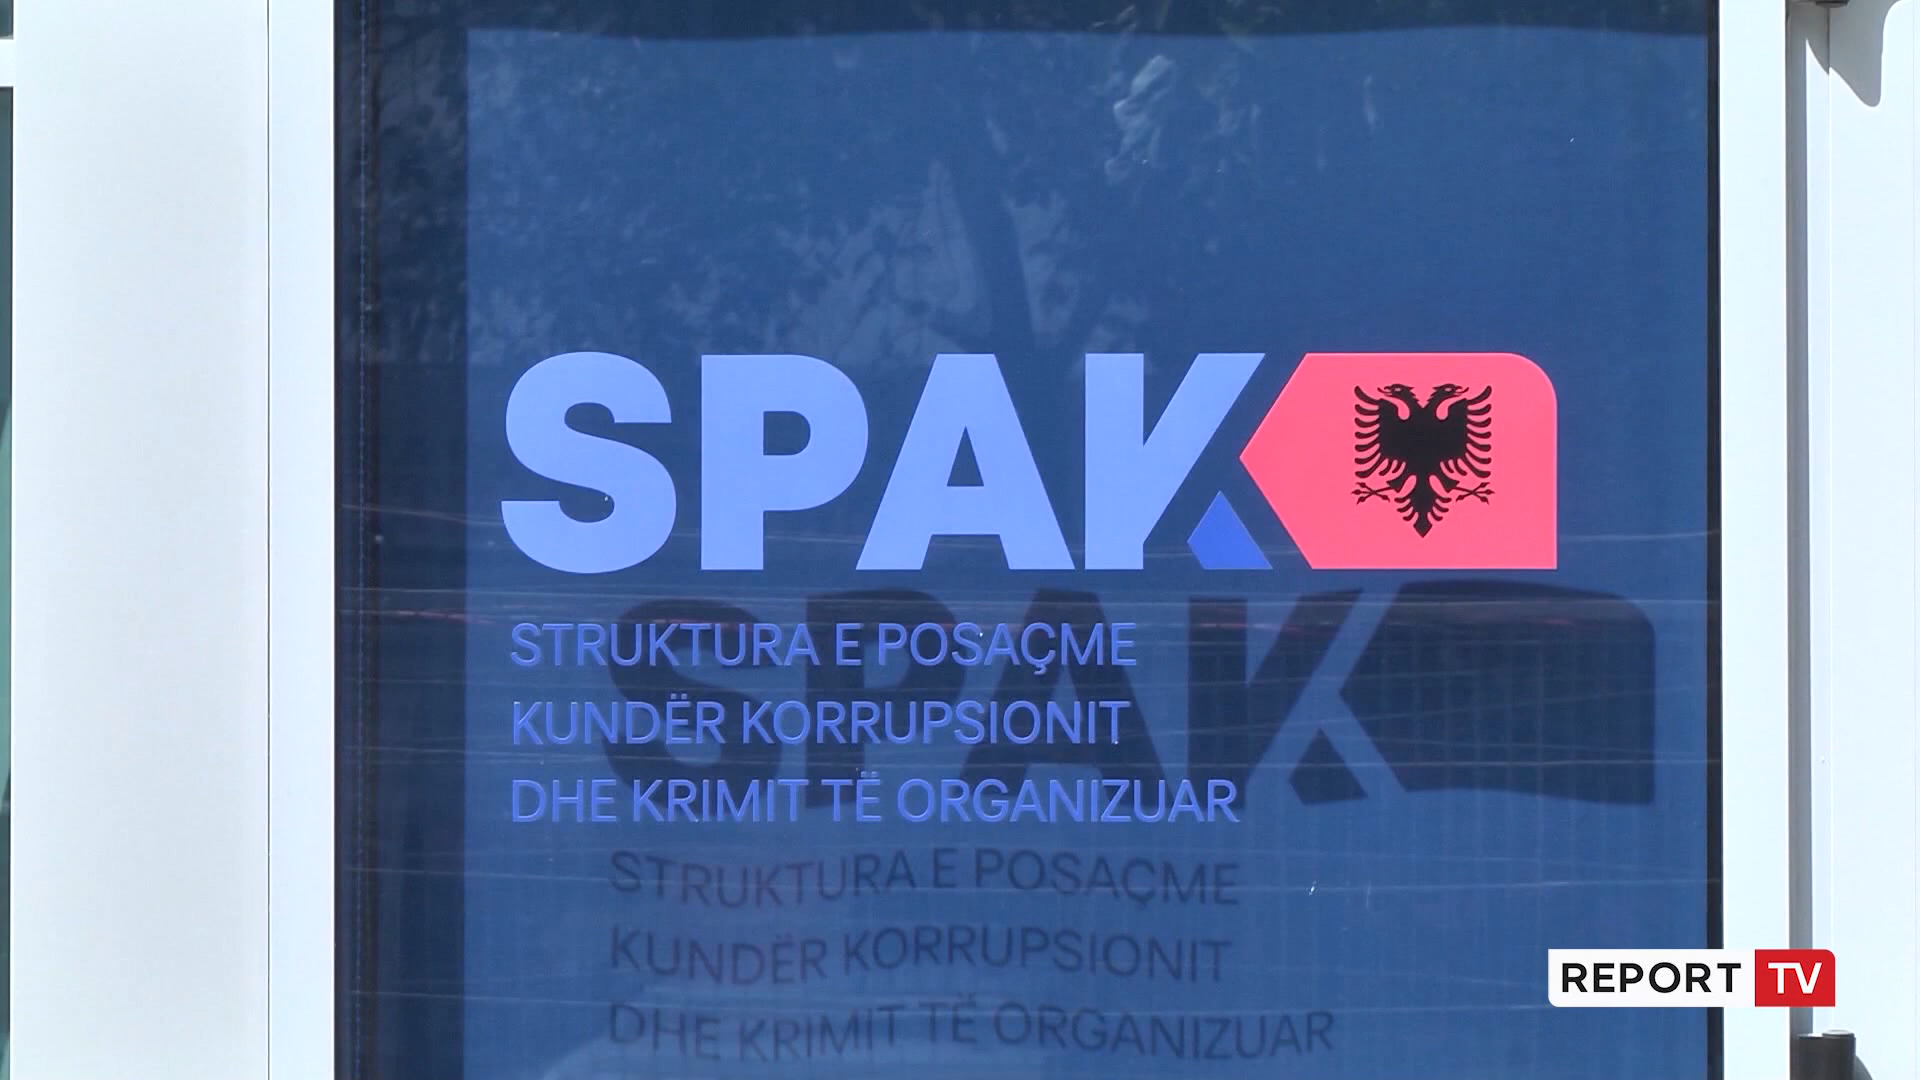 SPAK
STRUKTURA E POSAÇME
KUNDËR KORRUPSIONIT
DHE KRIMIT TË ORGANIZUAR
SPAK
STRUKTURA E POSAÇME
KUNDËR KORRUPSIONIT
DHE KRIMIT TË ORGANIZUAR
REPORT TV